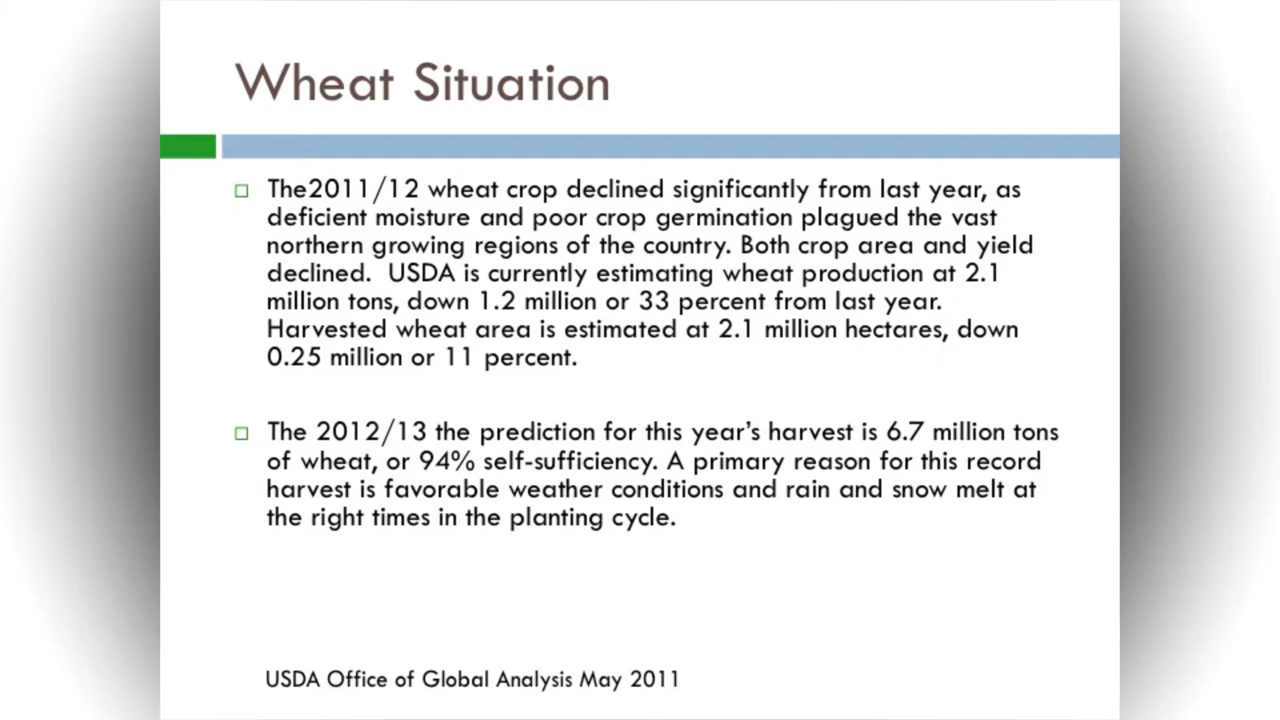 Wheat Situation
The2011/12 wheat crop declined significantly from last year, as
deficient moisture and poor crop germination plagued the vast
northern growing regions of the country. Both crop area and yield
declined.  USDA is currently estimating wheat production at 2.1
million tons, down 1.2 million or 33 percent from last year.
Harvested wheat area is estimated at 2.1 million hectares, down
0.25 million or 11 percent.
The 2012/13 the prediction for this year’s harvest is 6.7 million tons
of wheat, or 94% self-sufficiency. A primary reason for this record
harvest is favorable weather conditions and rain and snow melt at
the right times in the planting cycle.
USDA Office of Global Analysis May 2011